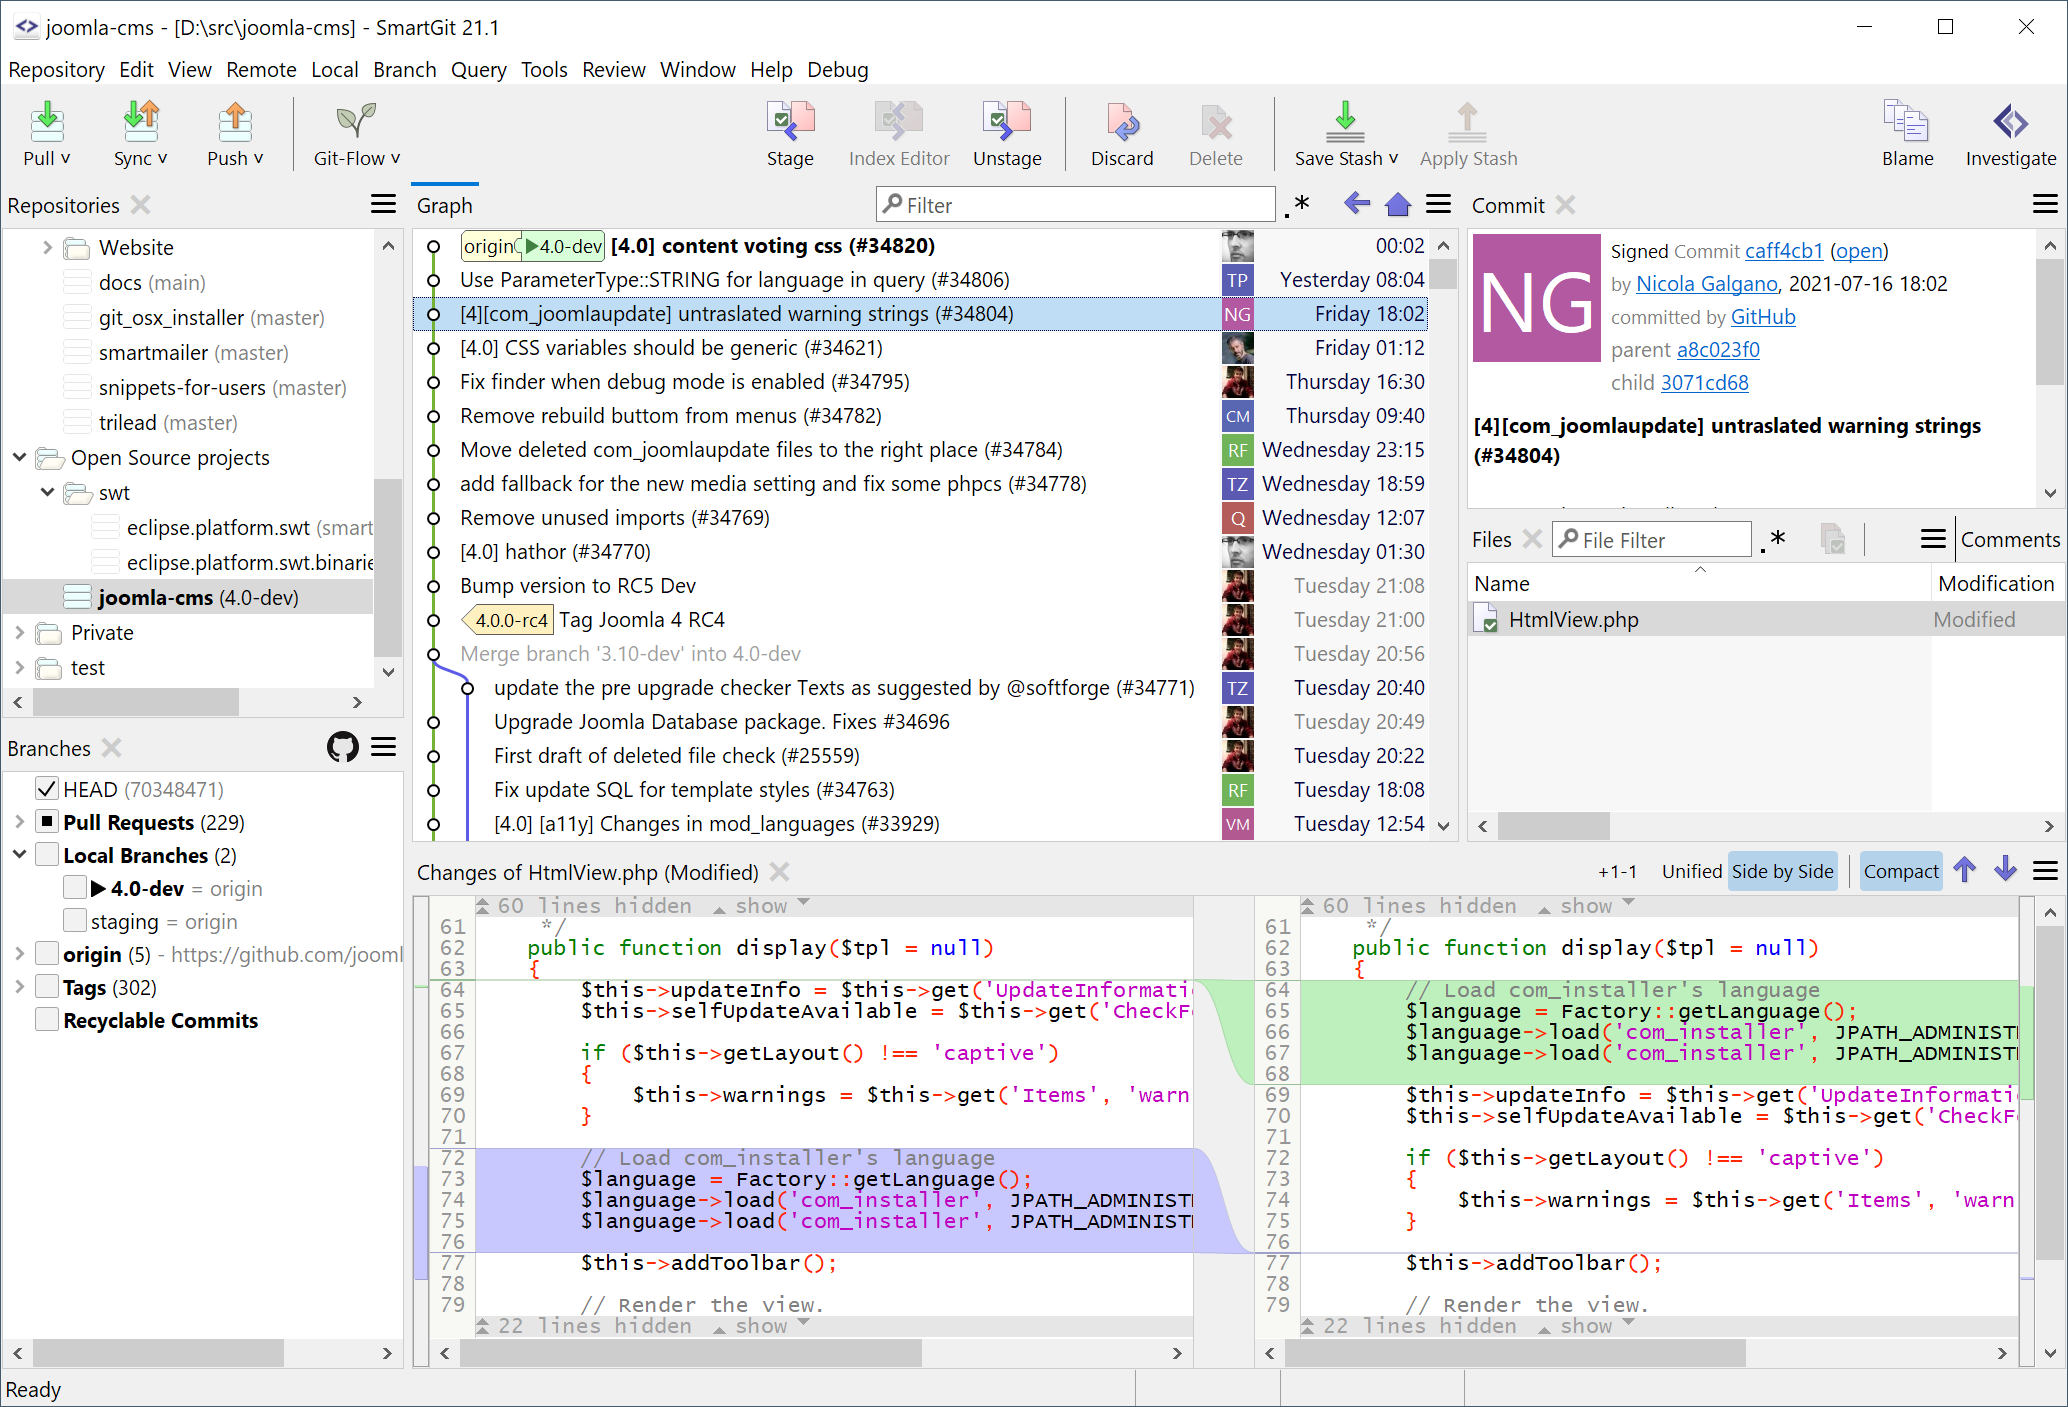 joomla-cms - [D:\src\joomla-cms] - SmartGit 21.1
Repository Edit View Remote Local Branch Query Tools Review Window Help Debug
Pull Sync Push Git-Flow Stage Index Editor Unstage Discard Delete Save Stash Apply Stash Blame Investigate
Repositories
Website
docs (main)
git_osx_installer (master)
smartmailer (master)
snippets-for-users (master)
trilead (master)
Open Source projects
swt
eclipse.platform.swt (smart
eclipse.platform.swt.binarie
joomla-cms (4.0-dev)
Private
test
Branches
HEAD (70348471)
Pull Requests (229)
Local Branches (2)
4.0-dev = origin
staging = origin
origin (5) - https://github.com/jooml
Tags (302)
Recyclable Commits
Graph Filter .*
origin 4.0-dev [4.0] content voting css (#34820) 00:02
Use ParameterType::STRING for language in query (#34806) TP Yesterday 08:04
[4][com_joomlaupdate] untraslated warning strings (#34804) NG Friday 18:02
[4.0] CSS variables should be generic (#34621) Friday 01:12
Fix finder when debug mode is enabled (#34795) Thursday 16:30
Remove rebuild buttom from menus (#34782) CM Thursday 09:40
Move deleted com_joomlaupdate files to the right place (#34784) RF Wednesday 23:15
add fallback for the new media setting and fix some phpcs (#34778) TZ Wednesday 18:59
Remove unused imports (#34769) Q Wednesday 12:07
[4.0] hathor (#34770) Wednesday 01:30
Bump version to RC5 Dev Tuesday 21:08
4.0.0-rc4 Tag Joomla 4 RC4 Tuesday 21:00
Merge branch '3.10-dev' into 4.0-dev Tuesday 20:56
update the pre upgrade checker Texts as suggested by @softforge (#34771) TZ Tuesday 20:40
Upgrade Joomla Database package. Fixes #34696 Tuesday 20:49
First draft of deleted file check (#25559) Tuesday 20:22
Fix update SQL for template styles (#34763) RF Tuesday 18:08
[4.0] [a11y] Changes in mod_languages (#33929) VM Tuesday 12:54
Commit
NG
Signed Commit caff4cb1 (open)
by Nicola Galgano, 2021-07-16 18:02
committed by GitHub
parent a8c023f0
child 3071cd68
[4][com_joomlaupdate] untraslated warning strings
(#34804)
Files File Filter .* Comments
Name Modification
HtmlView.php Modified
Changes of HtmlView.php (Modified) +1-1 Unified Side by Side Compact
60 lines hidden show
61 */
62 public function display($tpl = null)
63 {
64 $this->updateInfo = $this->get('UpdateInformati
65 $this->selfUpdateAvailable = $this->get('CheckF
66
67 if ($this->getLayout() !== 'captive')
68 {
69 $this->warnings = $this->get('Items', 'warn
70 }
71
72 // Load com_installer's language
73 $language = Factory::getLanguage();
74 $language->load('com_installer', JPATH_ADMINIST
75 $language->load('com_installer', JPATH_ADMINIST
76
77 $this->addToolbar();
78
79 // Render the view.
22 lines hidden show
60 lines hidden show
61 */
62 public function display($tpl = null)
63 {
64 // Load com_installer's language
65 $language = Factory::getLanguage();
66 $language->load('com_installer', JPATH_ADMINIST
67 $language->load('com_installer', JPATH_ADMINIST
68
69 $this->updateInfo = $this->get('UpdateInformati
70 $this->selfUpdateAvailable = $this->get('CheckF
71
72 if ($this->getLayout() !== 'captive')
73 {
74 $this->warnings = $this->get('Items', 'warn
75 }
76
77 $this->addToolbar();
78
79 // Render the view.
22 lines hidden show
Ready